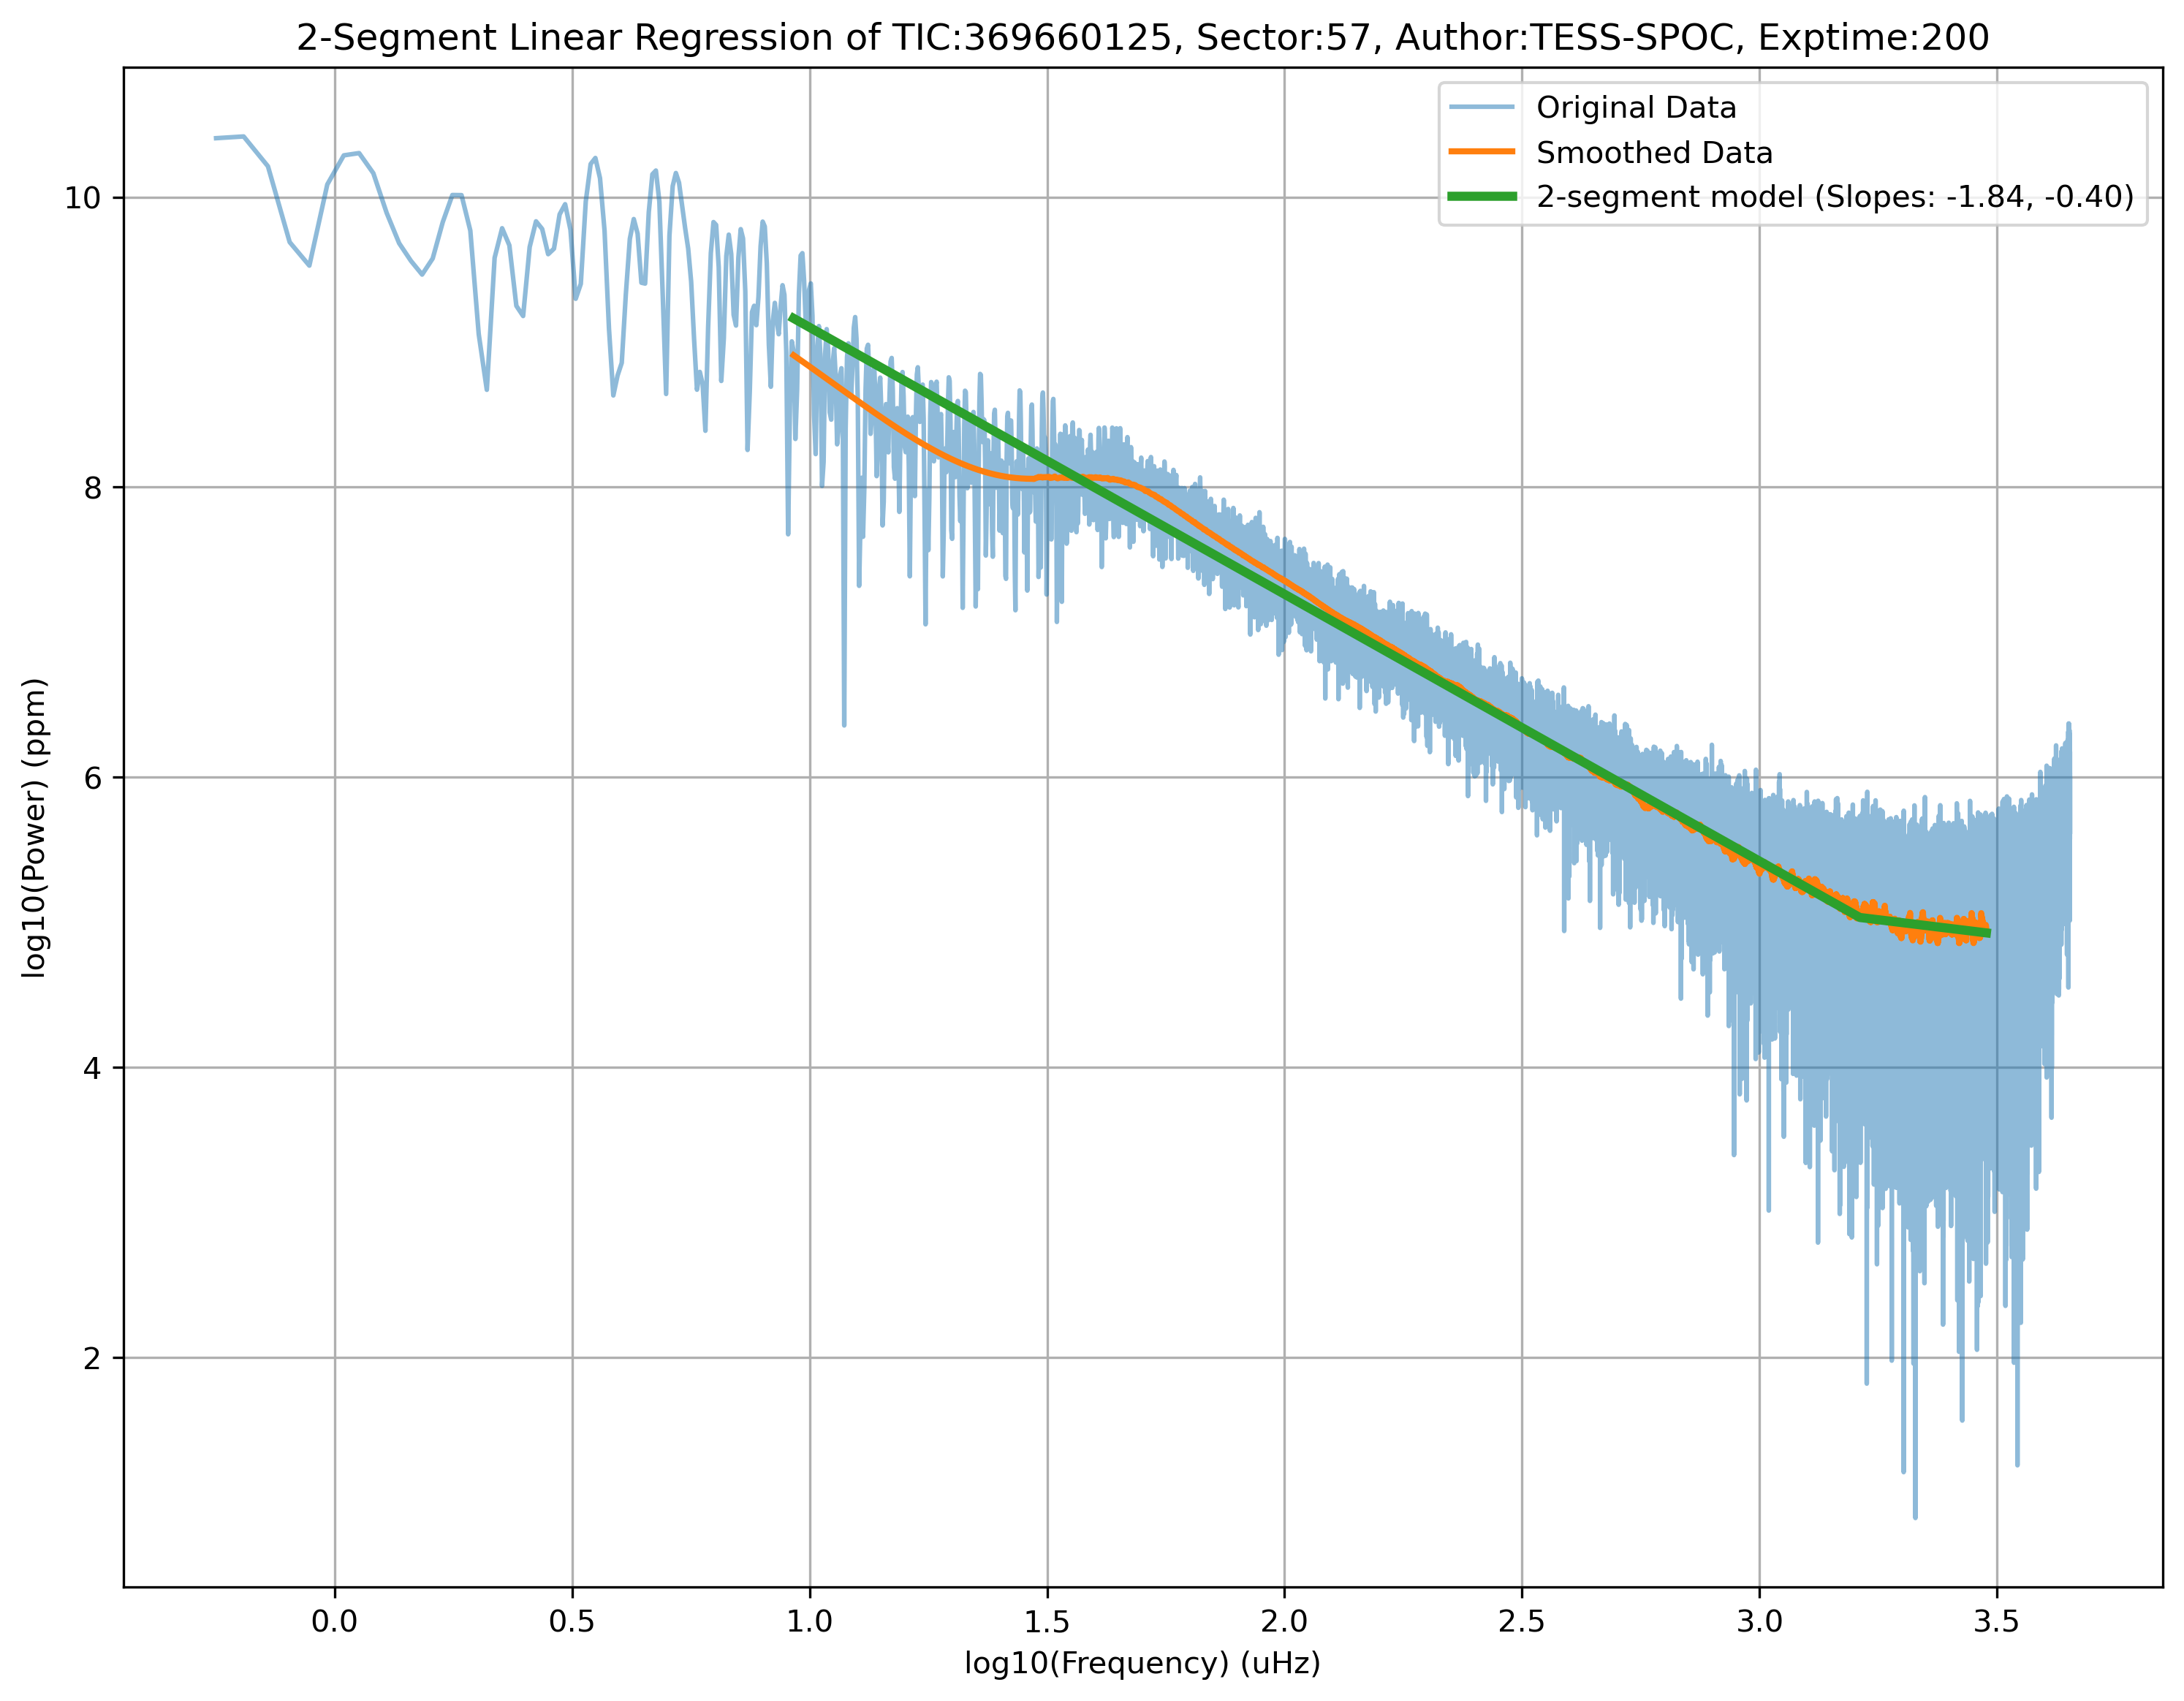 2-Segment Linear Regression of TIC:369660125, Sector:57, Author:TESS-SPOC, Exptime:200
Original Data
Smoothed Data
2-segment model (Slopes: -1.84, -0.40)
10
8
6
4
2
log10(Power) (ppm)
0.0 0.5 1.0 1.5 2.0 2.5 3.0 3.5
log10(Frequency) (uHz)